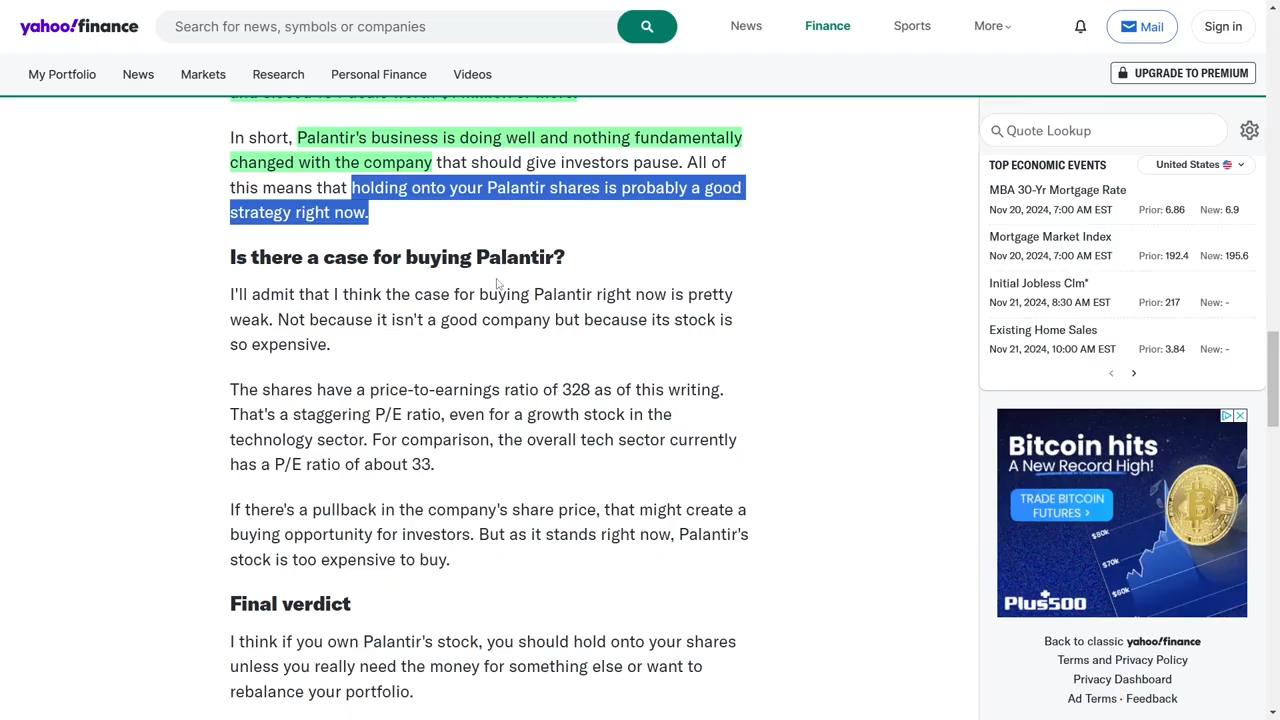 yahoo!finance
Search for news, symbols or companies
News
Finance
Sports
More
Mail
Sign in
My Portfolio
News
Markets
Research
Personal Finance
Videos
UPGRADE TO PREMIUM
In short, Palantir's business is doing well and nothing fundamentally
changed with the company that should give investors pause. All of
this means that holding onto your Palantir shares is probably a good
strategy right now.
Is there a case for buying Palantir?
I'll admit that I think the case for buying Palantir right now is pretty
weak. Not because it isn't a good company but because its stock is
so expensive.
The shares have a price-to-earnings ratio of 328 as of this writing.
That's a staggering P/E ratio, even for a growth stock in the
technology sector. For comparison, the overall tech sector currently
has a P/E ratio of about 33.
If there's a pullback in the company's share price, that might create a
buying opportunity for investors. But as it stands right now, Palantir's
stock is too expensive to buy.
Final verdict
I think if you own Palantir's stock, you should hold onto your shares
unless you really need the money for something else or want to
rebalance your portfolio.
Quote Lookup
TOP ECONOMIC EVENTS
United States
MBA 30-Yr Mortgage Rate
Nov 20, 2024, 7:00 AM EST Prior: 6.86 New: 6.9
Mortgage Market Index
Nov 20, 2024, 7:00 AM EST Prior: 192.4 New: 195.6
Initial Jobless Clm*
Nov 21, 2024, 8:30 AM EST Prior: 217 New: -
Existing Home Sales
Nov 21, 2024, 10:00 AM EST Prior: 3.84 New: -
Bitcoin hits
A New Record High!
TRADE BITCOIN
FUTURES >
$80k
$70k
$60k
Plus500
Back to classic yahoo!finance
Terms and Privacy Policy
Privacy Dashboard
Ad Terms · Feedback